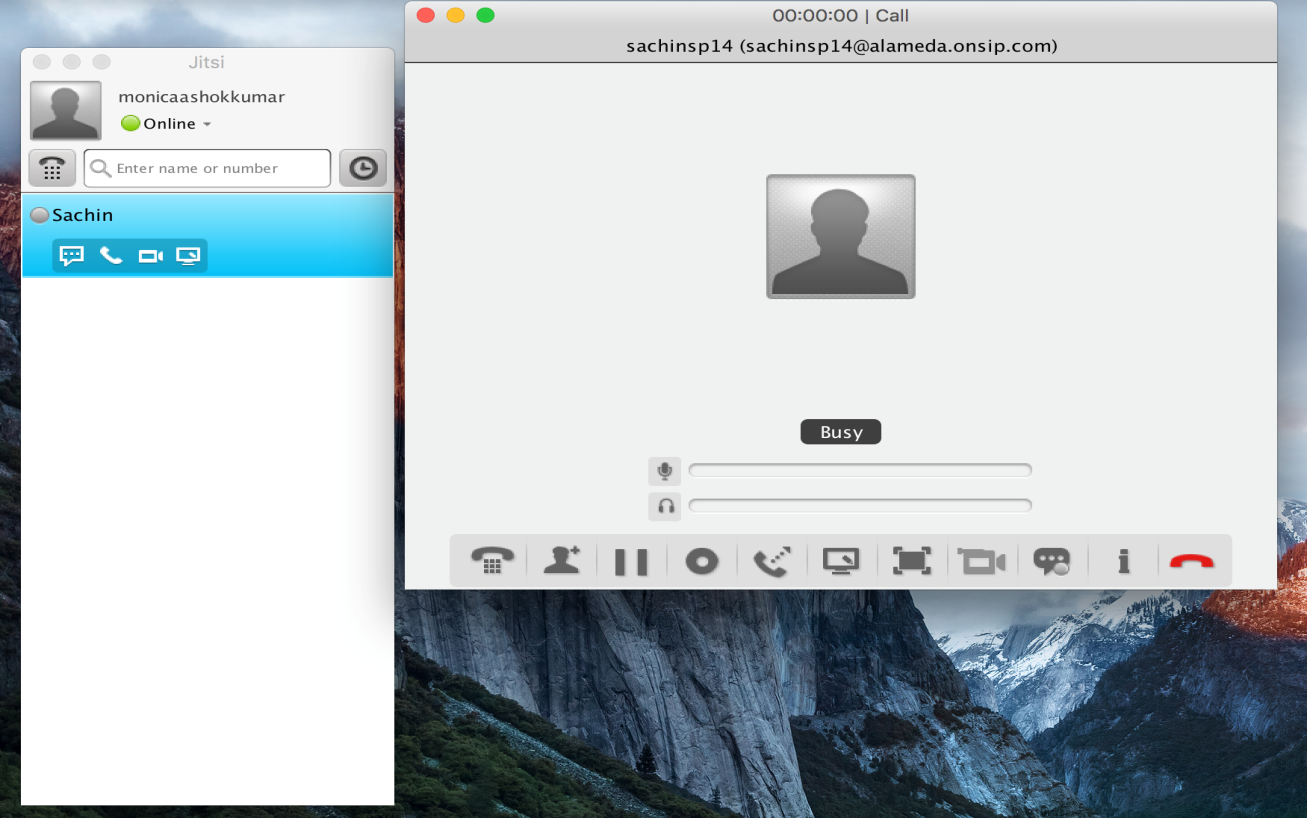 Jitsi
monicaashokkumar
Online
Enter name or number
Sachin
00:00:00 | Call
sachinsp14 (sachinsp14@alameda.onsip.com)
Busy